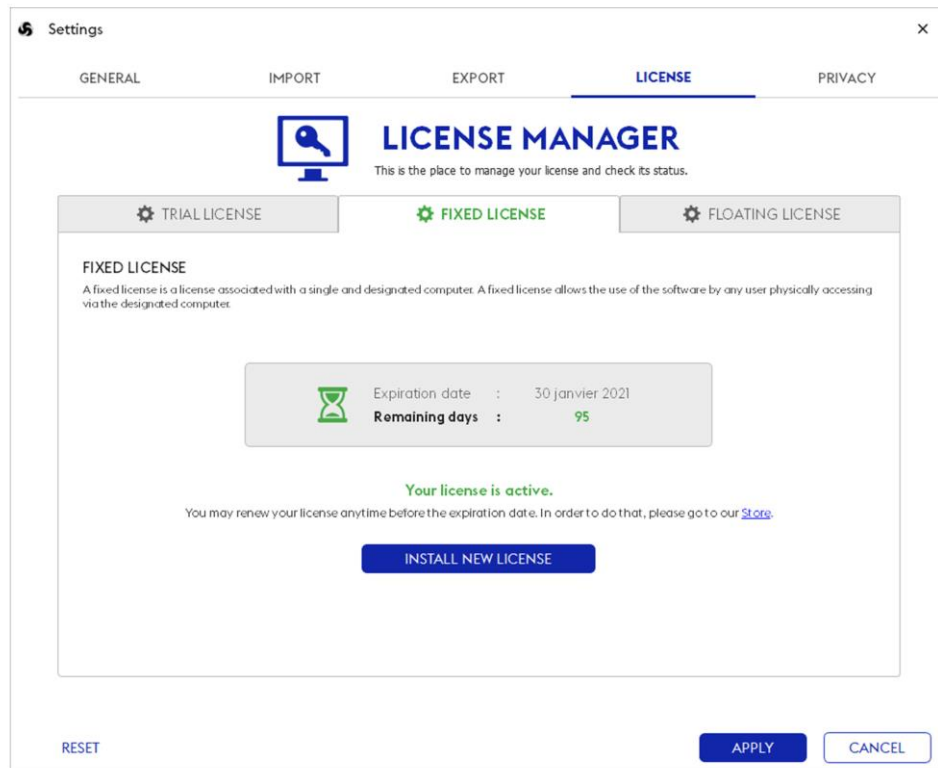 Settings
GENERAL IMPORT EXPORT LICENSE PRIVACY
LICENSE MANAGER
This is the place to manage your license and check its status.
TRIAL LICENSE FIXED LICENSE FLOATING LICENSE
FIXED LICENSE
A fixed license is a license associated with a single and designated computer. A fixed license allows the use of the software by any user physically accessing
via the designated computer.
Expiration date : 30 janvier 2021
Remaining days : 95
Your license is active.
You may renew your license anytime before the expiration date. In order to do that, please go to our Store.
INSTALL NEW LICENSE
RESET APPLY CANCEL